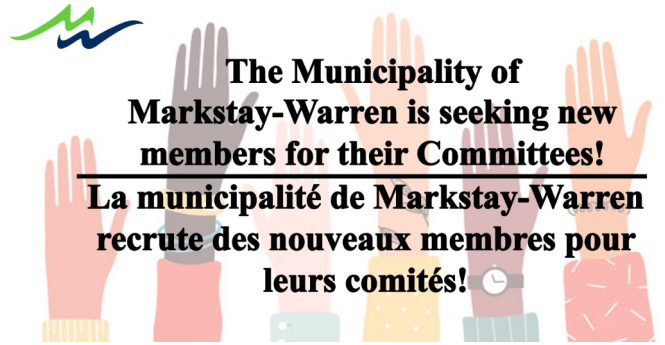 The Municipality of
Markstay-Warren is seeking new
members for their Committees!
La municipalité de Markstay-Warren
recrute des nouveaux membres pour
leurs comités!